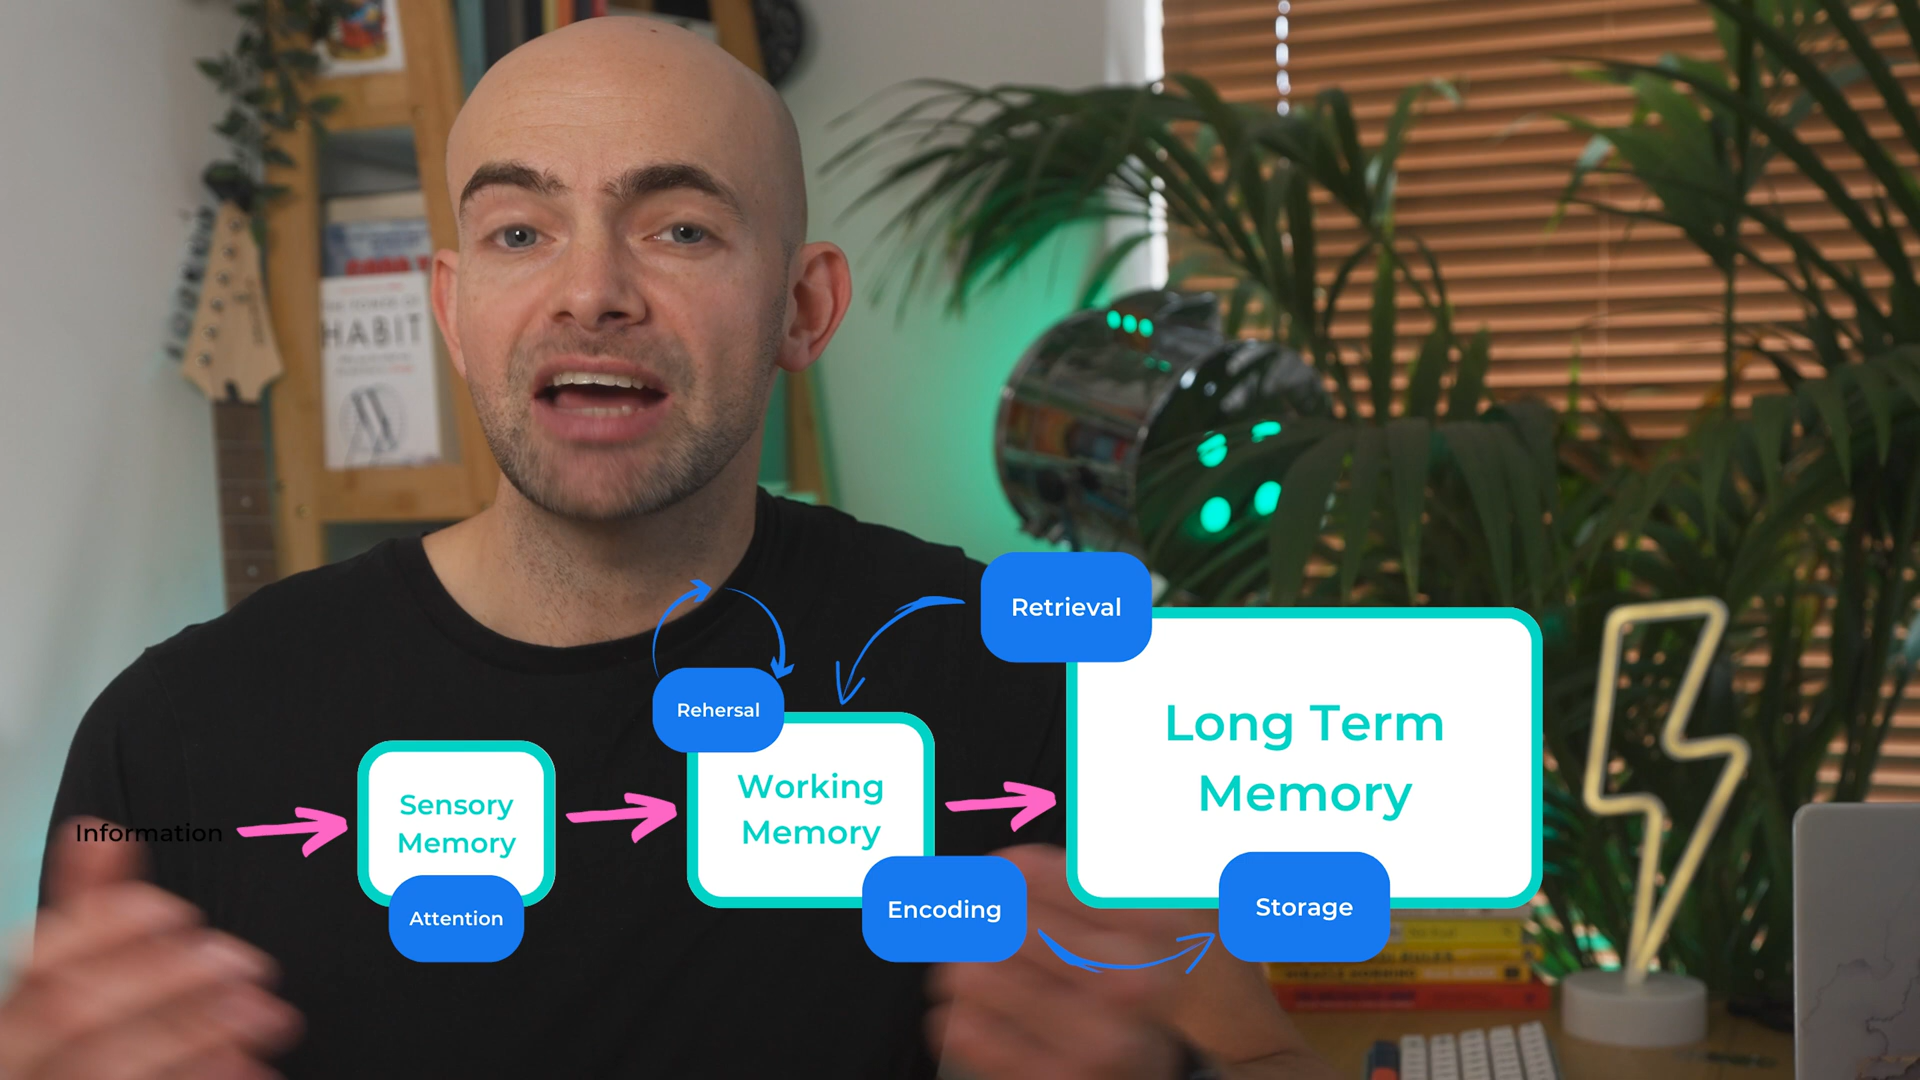 HABIT
Retrieval
Rehersal
Long Term
Memory
Working
Memory
Sensory
Memory
Information
Encoding
Storage
Attention